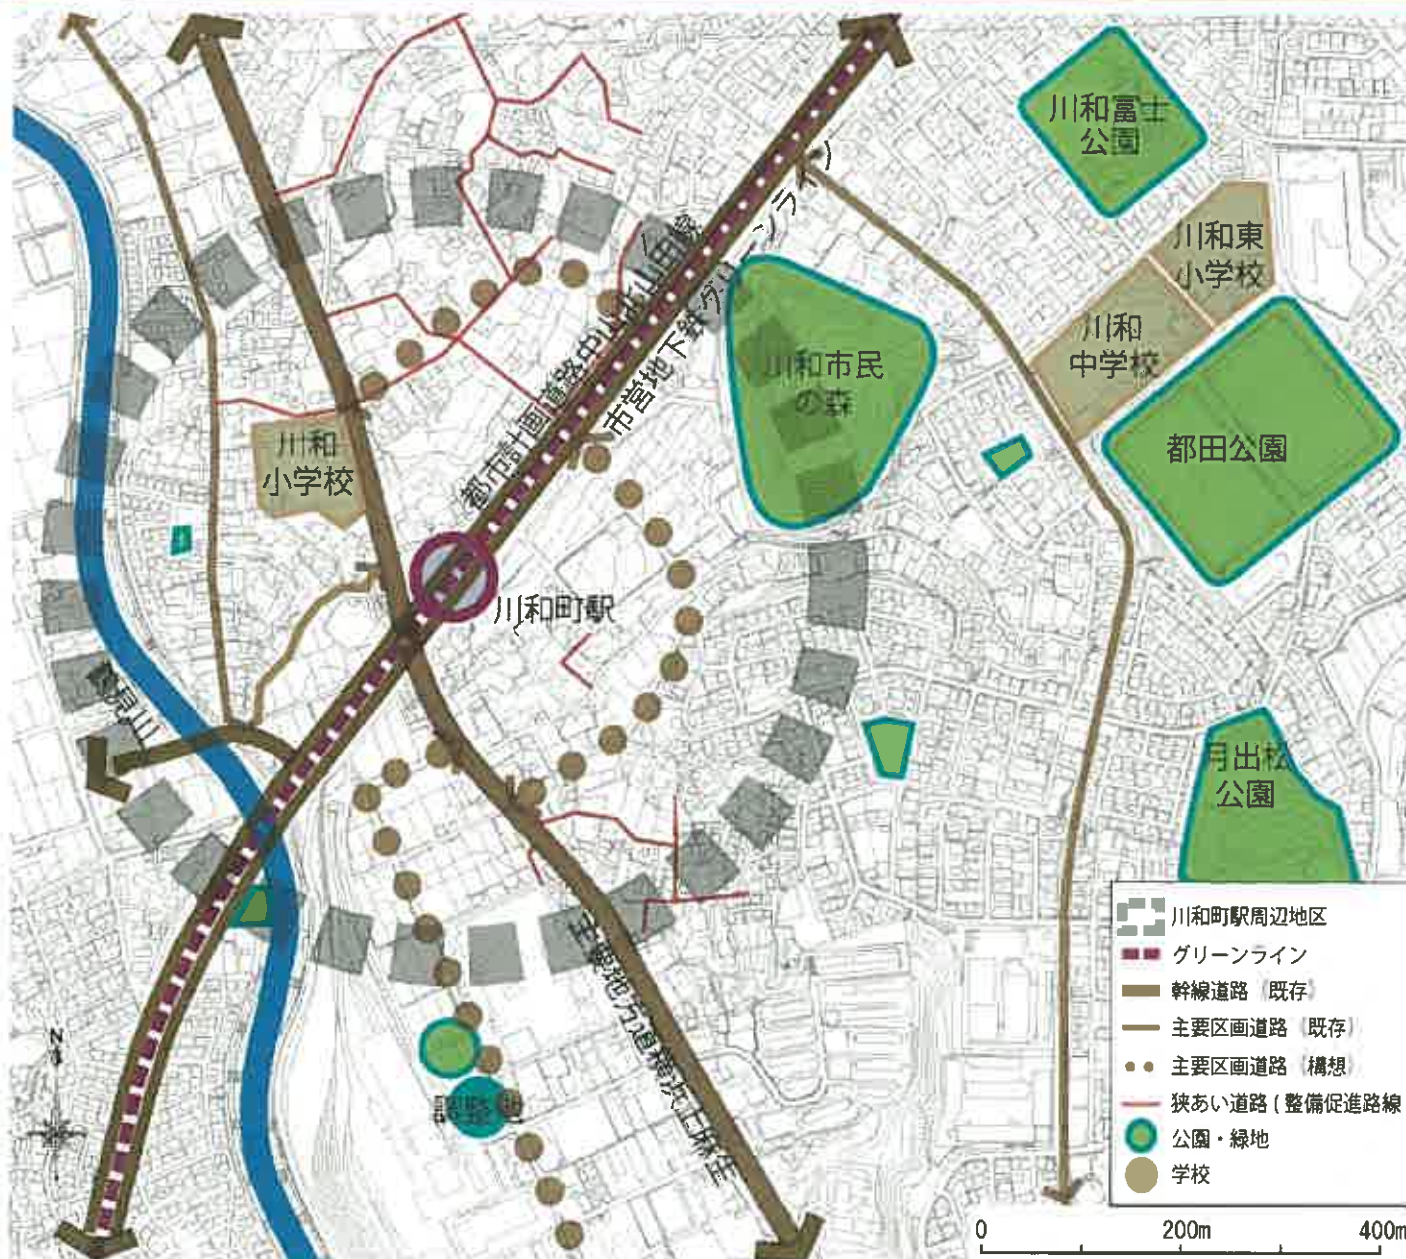 川和富士
公園
川和東
小学校
川和
中学校
都市計画道路中山北山田線
市営地下鉄グリーンライン
川和市民
の森
都田公園
川和
小学校
川和町駅
見川
月出松
公園
主要地方道横浜上麻生
川和町駅周辺地区
グリーンライン
幹線道路（既存）
主要区画道路（既存）
主要区画道路（構想）
狭あい道路（整備促進路線
公園・緑地
学校
0 200m 400m